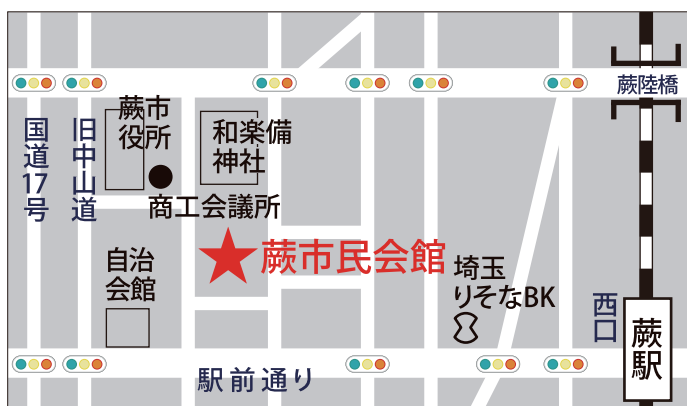 蕨陸橋
国道17号
旧中山道
蕨市
役所
和楽備
神社
商工会議所
蕨市民会館
自治
会館
埼玉
りそなBK
西口
蕨駅
駅前通り